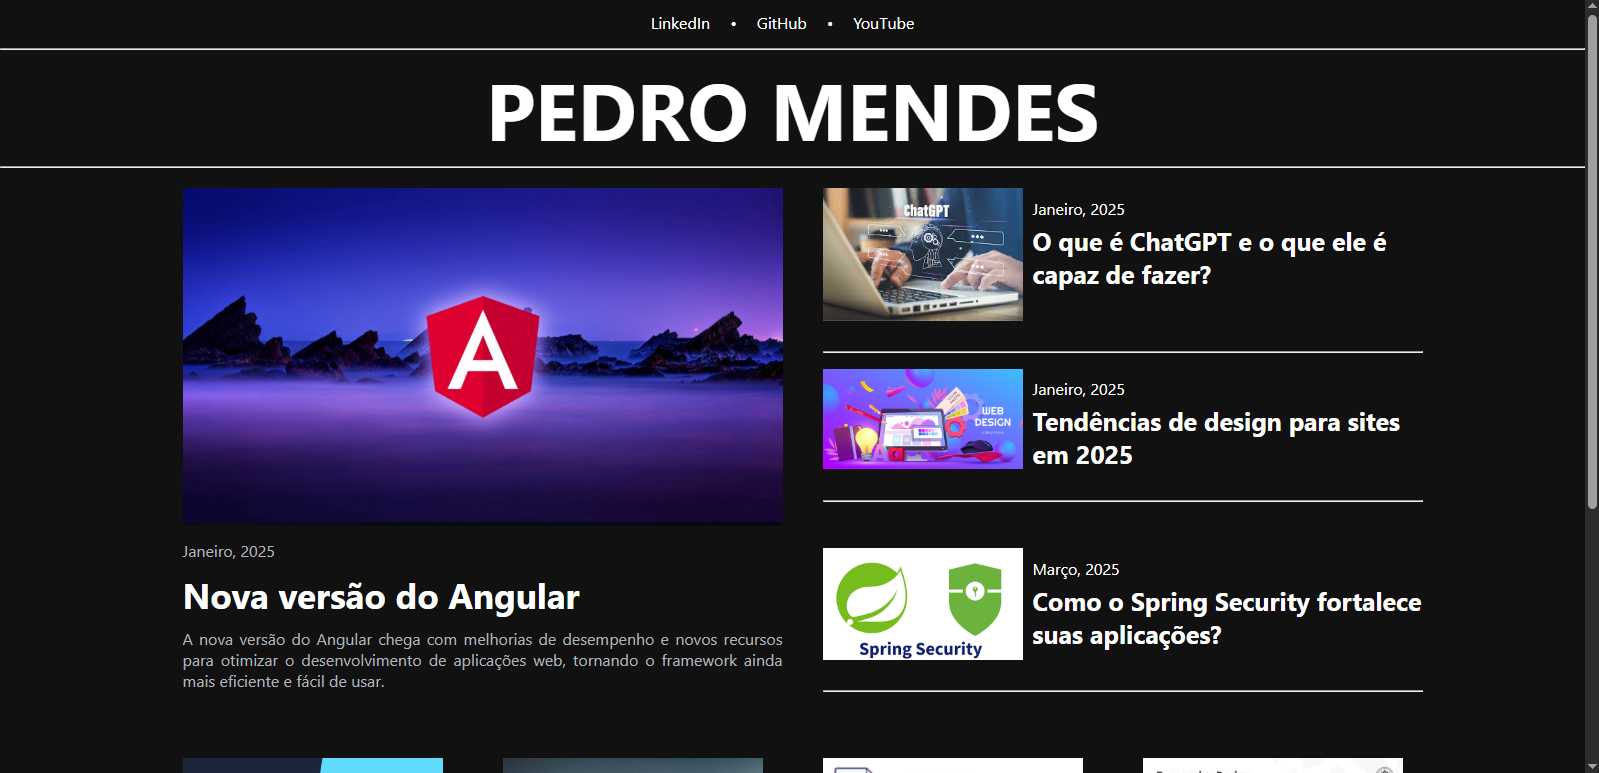 LinkedIn • GitHub • YouTube
PEDRO MENDES
A
Janeiro, 2025
Nova versão do Angular
A nova versão do Angular chega com melhorias de desempenho e novos recursos
para otimizar o desenvolvimento de aplicações web, tornando o framework ainda
mais eficiente e fácil de usar.
ChatGPT
Janeiro, 2025
O que é ChatGPT e o que ele é
capaz de fazer?
WEB
DESIGN
Janeiro, 2025
Tendências de design para sites
em 2025
Spring Security
Março, 2025
Como o Spring Security fortalece
suas aplicações?